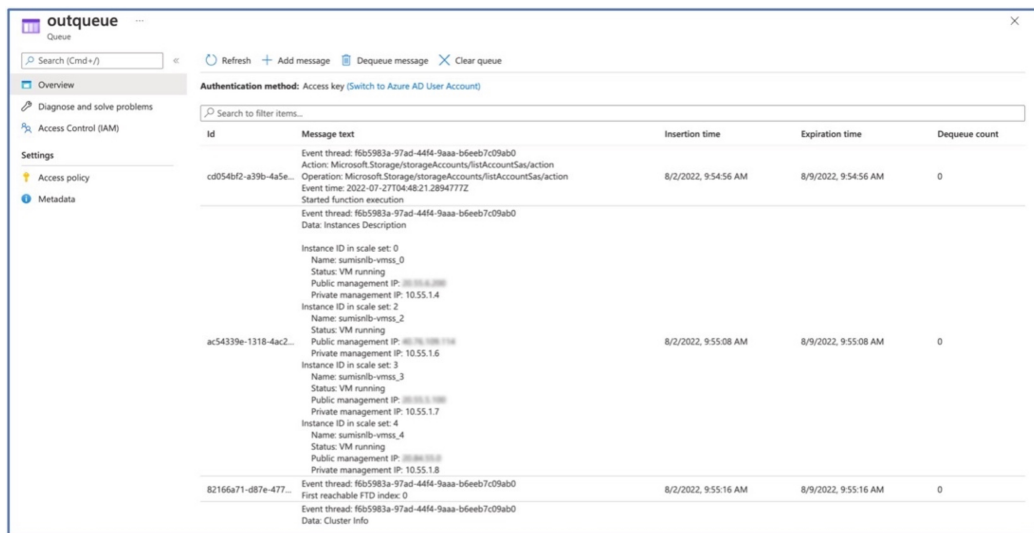 outqueue ...
Queue
Search (Cmd+/)
«
Refresh + Add message Dequeue message Clear queue
Overview
Diagnose and solve problems
Access Control (IAM)
Settings
Access policy
Metadata
Authentication method: Access key (Switch to Azure AD User Account)
Search to filter items...
Id Message text Insertion time Expiration time Dequeue count
Event thread: f6b5983a-97ad-44f4-9aaa-b6eeb7c09ab0
Action: Microsoft.Storage/storageAccounts/listAccountSas/action
cd054bf2-a39b-4a5e... Operation: Microsoft.Storage/storageAccounts/listAccountSas/action 8/2/2022, 9:54:56 AM 8/9/2022, 9:54:56 AM 0
Event time: 2022-07-27T04:48:21.2894777Z
Started function execution
Event thread: f6b5983a-97ad-44f4-9aaa-b6eeb7c09ab0
Data: Instances Description
Instance ID in scale set: 0
Name: sumisnlb-vmss_0
Status: VM running
Public management IP:
Private management IP: 10.55.1.4
Instance ID in scale set: 2
Name: sumisnlb-vmss_2
Status: VM running
ac54339e-1318-4ac2... Public management IP: 8/2/2022, 9:55:08 AM 8/9/2022, 9:55:08 AM 0
Private management IP: 10.55.1.6
Instance ID in scale set: 3
Name: sumisnlb-vmss_3
Status: VM running
Public management IP:
Private management IP: 10.55.1.7
Instance ID in scale set: 4
Name: sumisnlb-vmss_4
Status: VM running
Public management IP:
Private management IP: 10.55.1.8
Event thread: f6b5983a-97ad-44f4-9aaa-b6eeb7c09ab0
82166a71-d87e-477... First reachable FTD index: 0 8/2/2022, 9:55:16 AM 8/9/2022, 9:55:16 AM 0
Event thread: f6b5983a-97ad-44f4-9aaa-b6eeb7c09ab0
Data: Cluster Info